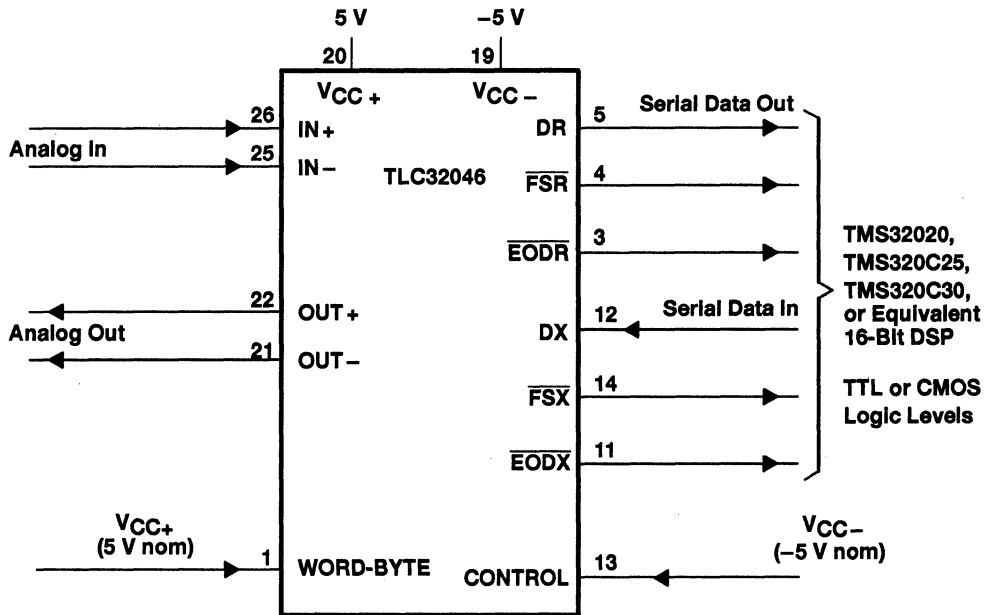 5 V
–5 V
20
19
VCC+
VCC–
26
IN+
Analog In
25
IN–
TLC32046
DR
5
Serial Data Out
FSR
4
EODR
3
TMS32020,
TMS320C25,
TMS320C30,
or Equivalent
16-Bit DSP
TTL or CMOS
Logic Levels
22
OUT+
Analog Out
21
OUT–
DX
12
Serial Data In
FSX
14
EODX
11
VCC+
(5 V nom)
1
WORD-BYTE
CONTROL
13
VCC–
(–5 V nom)